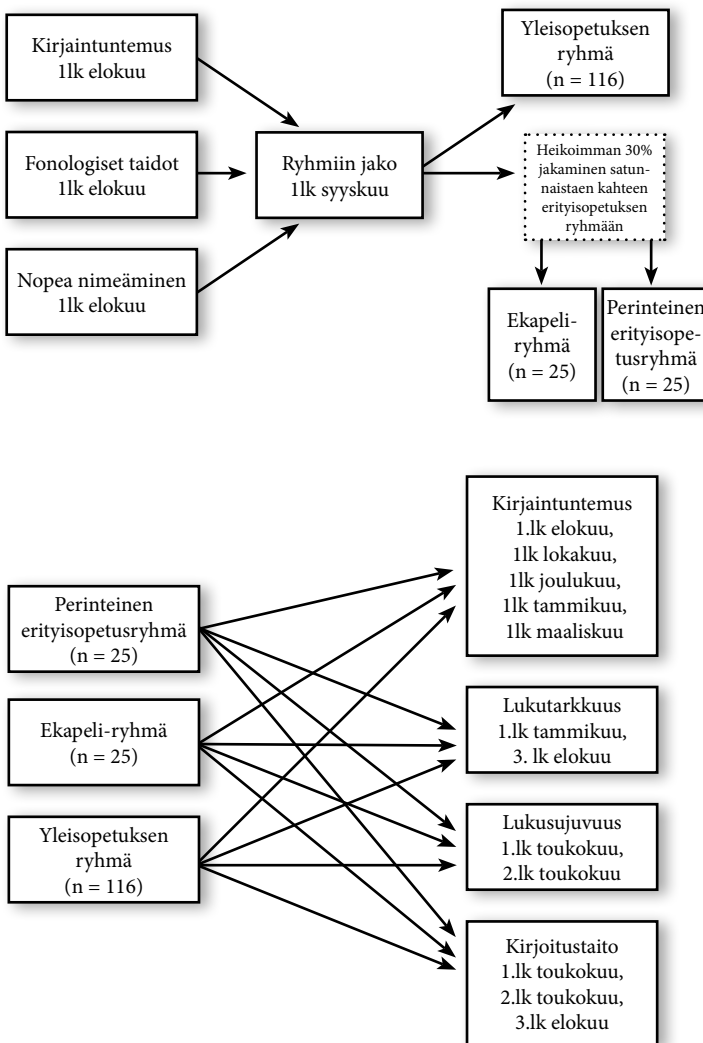 Kirjaintuntemus
1lk elokuu
Fonologiset taidot
1lk elokuu
Nopea nimeäminen
1lk elokuu
Ryhmiin jako
1lk syyskuu
Yleisopetuksen
ryhmä
(n = 116)
Heikoimman 30%
jakaminen satun-
naistaen kahteen
erityisopetuksen
ryhmään
Ekapeli-
ryhmä
(n = 25)
Perinteinen
erityisope-
tusryhmä
(n = 25)
Perinteinen
erityisopetusryhmä
(n = 25)
Ekapeli-ryhmä
(n = 25)
Yleisopetuksen
ryhmä
(n = 116)
Kirjaintuntemus
1.lk elokuu,
1lk lokakuu,
1lk joulukuu,
1lk tammikuu,
1lk maaliskuu
Lukutarkkuus
1.lk tammikuu,
3. lk elokuu
Lukusujuvuus
1.lk toukokuu,
2.lk toukokuu
Kirjoitustaito
1.lk toukokuu,
2.lk toukokuu,
3.lk elokuu